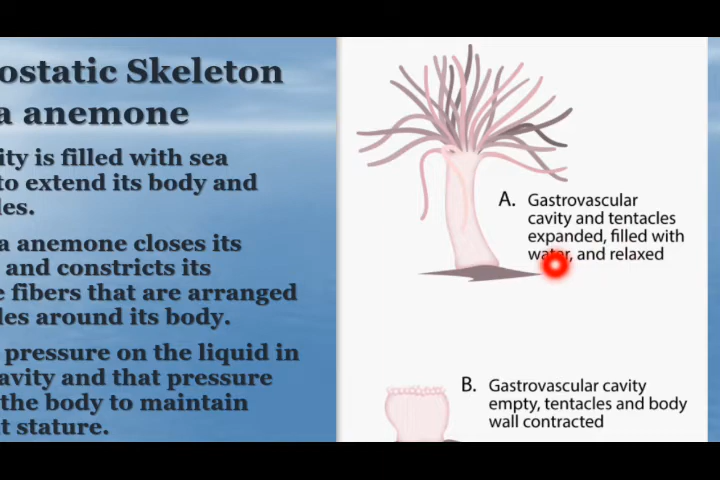 ostatic Skeleton
a anemone
ity is filled with sea
to extend its body and
les.
a anemone closes its
and constricts its
e fibers that are arranged
les around its body.
pressure on the liquid in
avity and that pressure
the body to maintain
t stature.
A. Gastrovascular
cavity and tentacles
expanded, filled with
water, and relaxed
B. Gastrovascular cavity
empty, tentacles and body
wall contracted